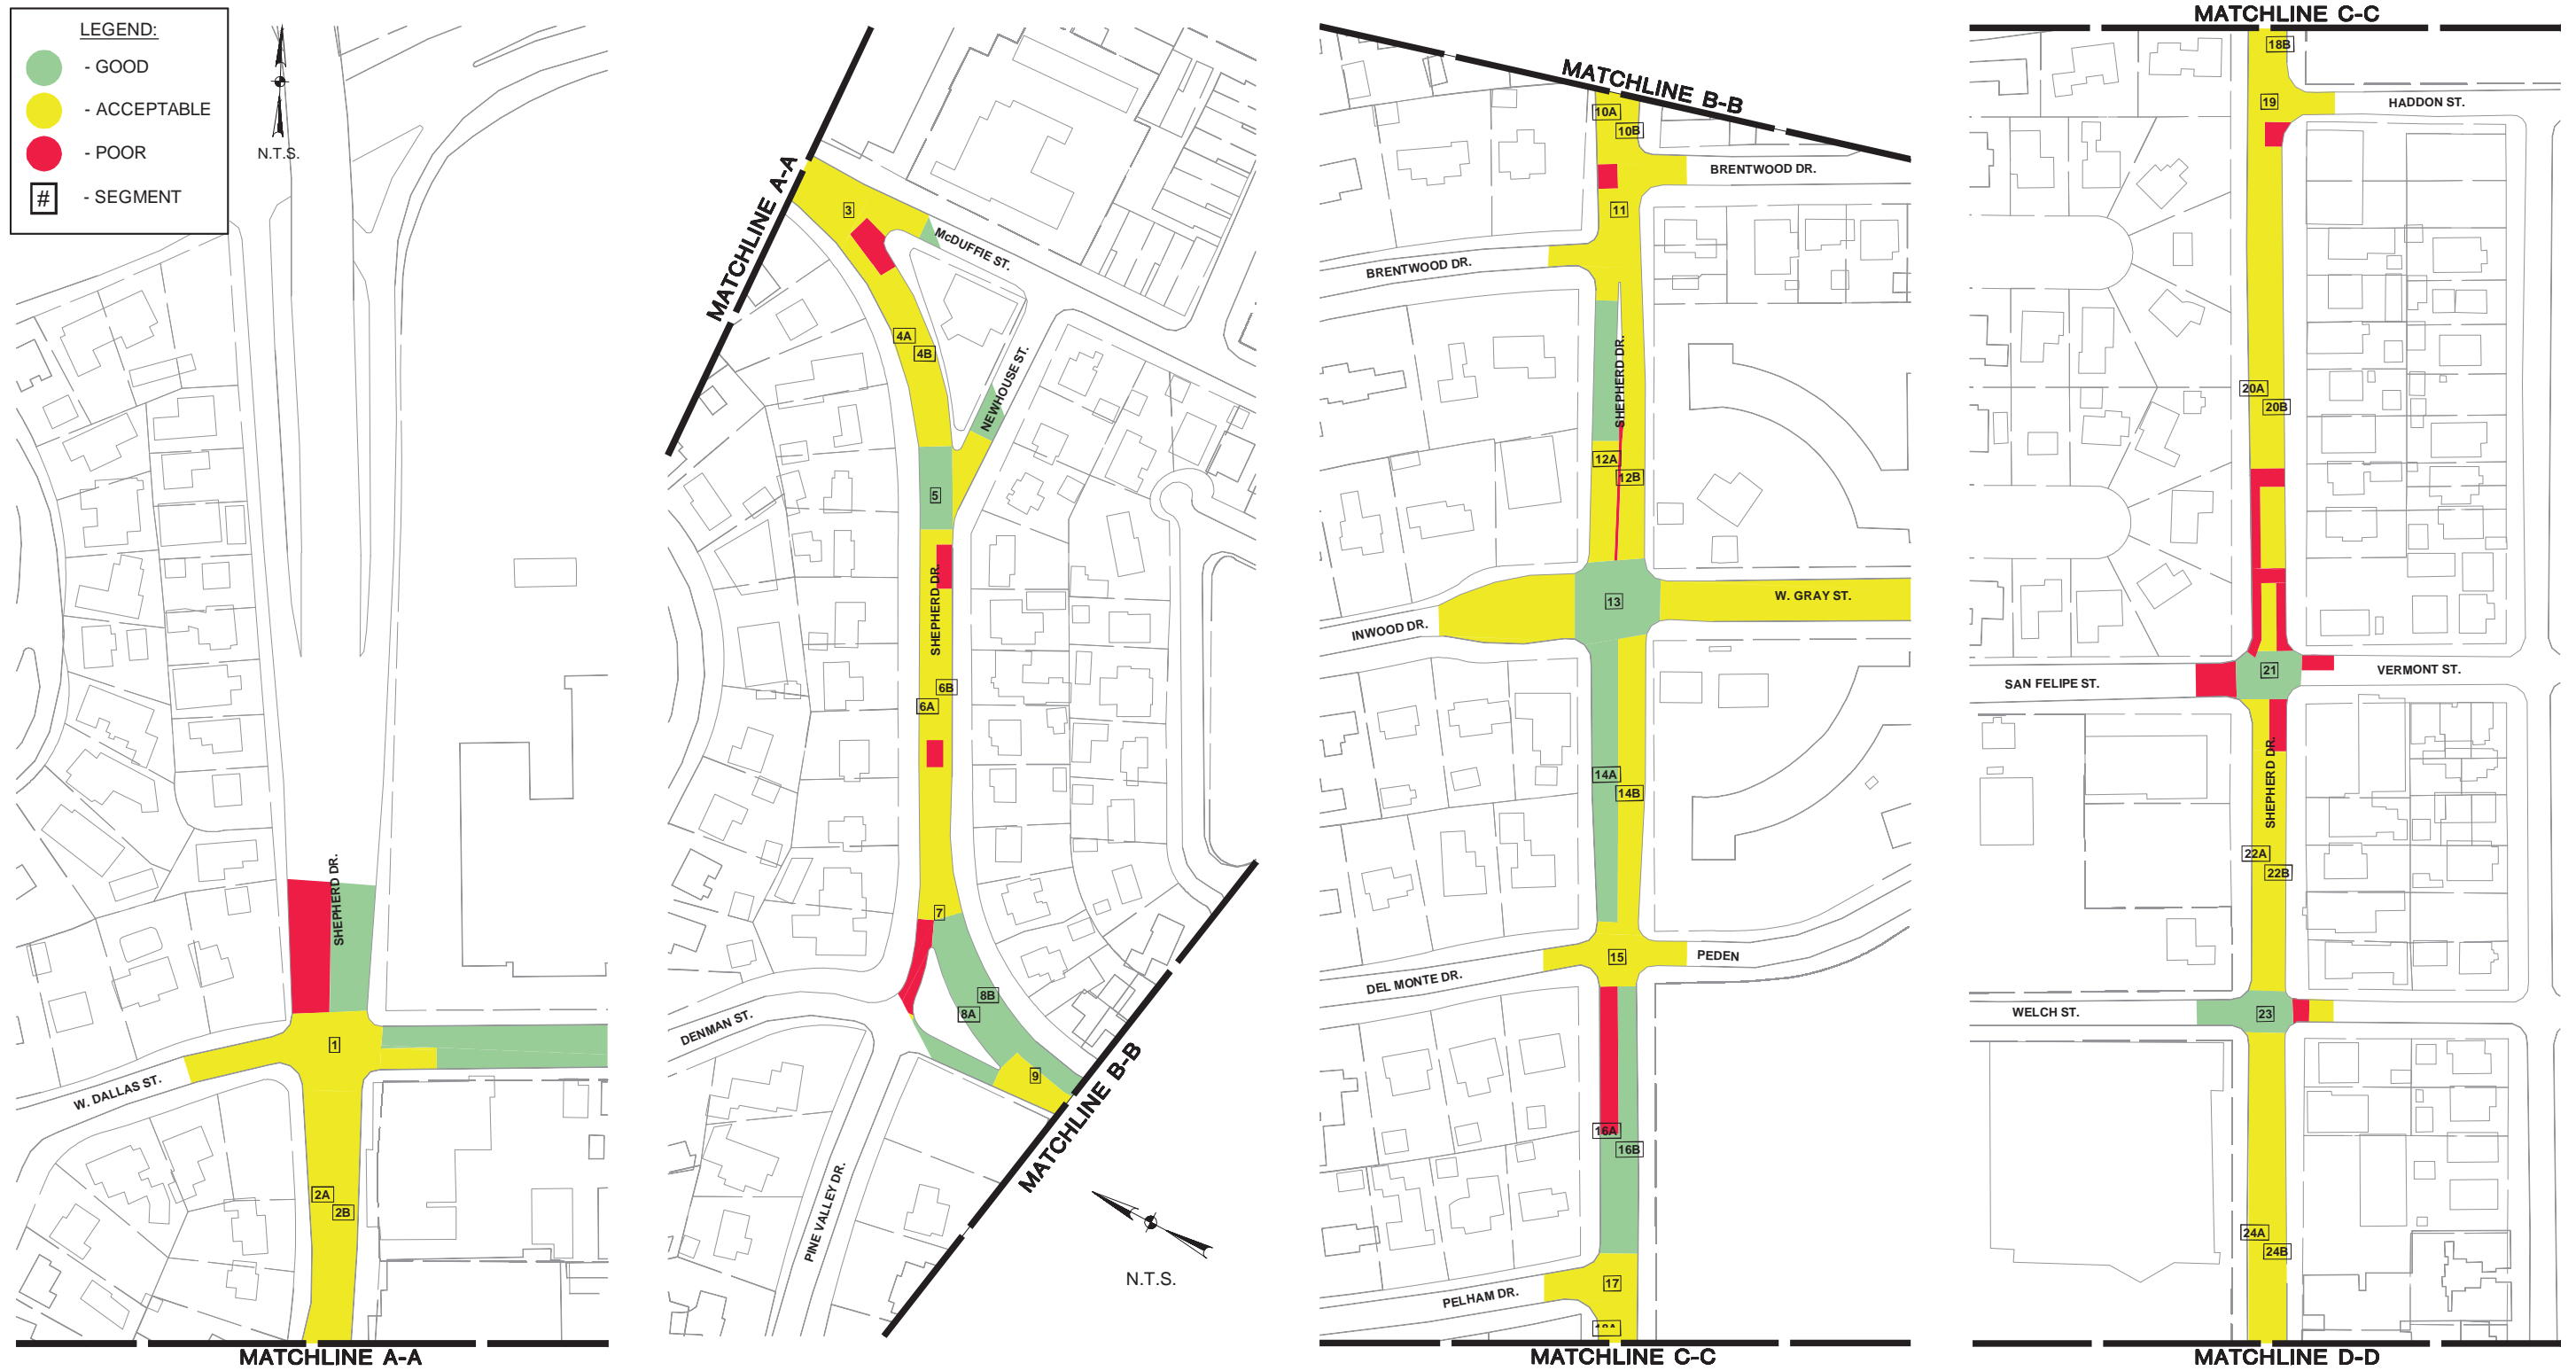 LEGEND:
- GOOD
- ACCEPTABLE
- POOR
# - SEGMENT
N.T.S.
SHEPHERD DR.
1
W. DALLAS ST.
2A
2B
MATCHLINE A-A
MATCHLINE A-A
3
McDUFFIE ST.
4A
4B
NEWHOUSE ST.
5
SHEPHERD DR.
6B
6A
7
8B
8A
DENMAN ST.
9
MATCHLINE B-B
PINE VALLEY DR.
N.T.S.
MATCHLINE B-B
10A
10B
BRENTWOOD DR.
11
BRENTWOOD DR.
SHEPHERD DR.
12A
12B
13
W. GRAY ST.
INWOOD DR.
14A
14B
15
PEDEN
DEL MONTE DR.
16A
16B
17
PELHAM DR.
18A
MATCHLINE C-C
MATCHLINE C-C
18B
19
HADDON ST.
20A
20B
21
VERMONT ST.
SAN FELIPE ST.
SHEPHERD DR.
22A
22B
WELCH ST.
23
24A
24B
MATCHLINE D-D